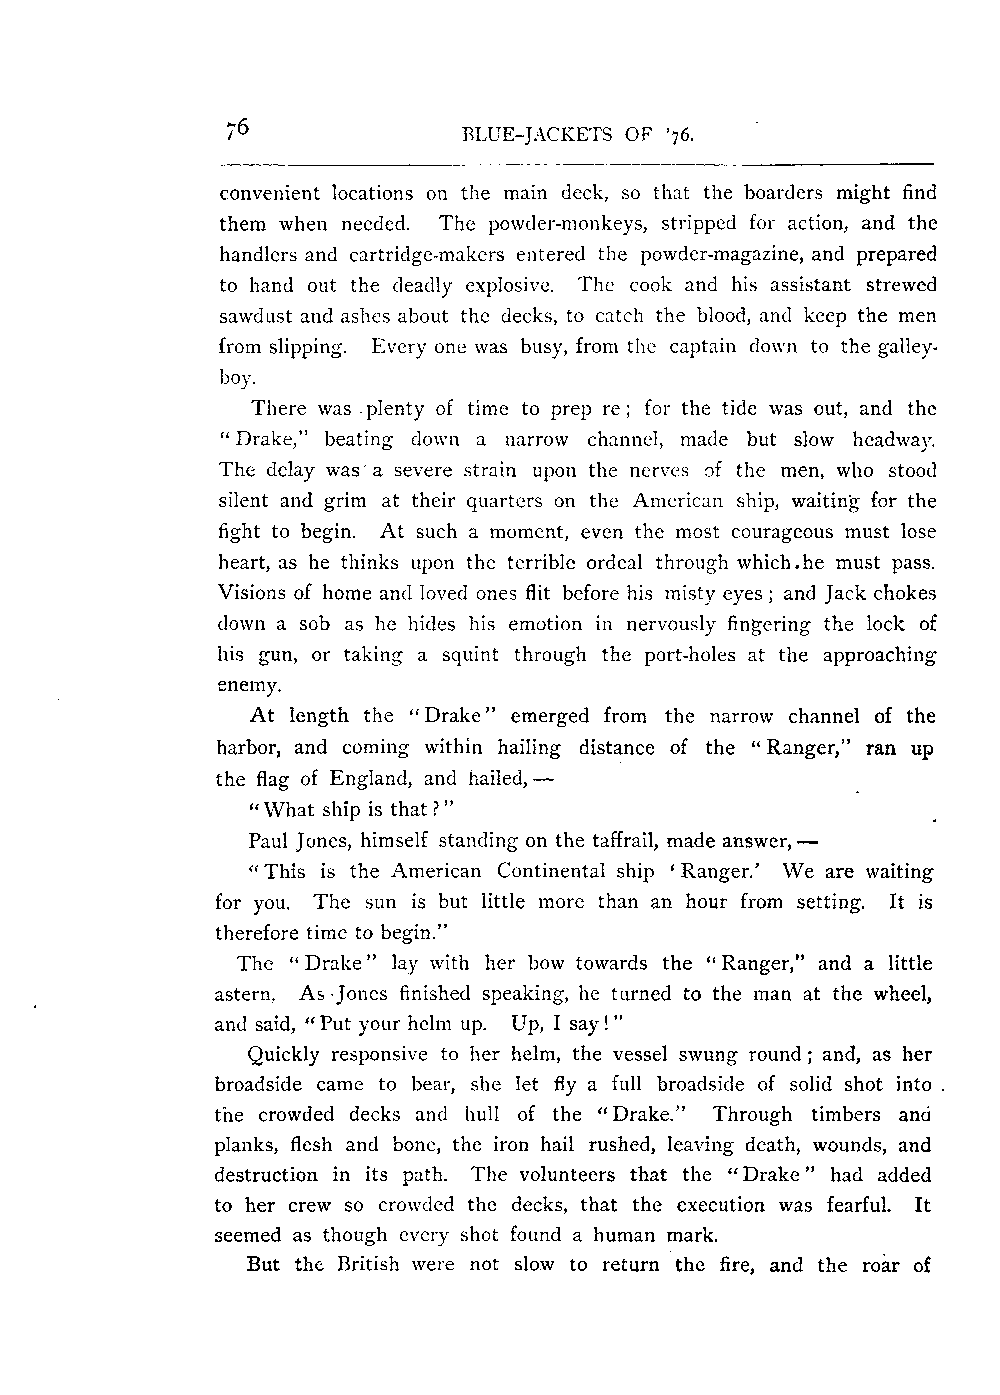 76
BLUE-JACKETS OF '76.
convenient locations on the main deck, so that the boarders might find
them when needed. The powder-monkeys, stripped for action, and the
handlers and cartridge-makers entered the powder-magazine, and prepared
to hand out the deadly explosive. The cook and his assistant strewed
sawdust and ashes about the decks, to catch the blood, and keep the men
from slipping. Every one was busy, from the captain down to the galley-
boy.
There was plenty of time to prep re; for the tide was out, and the
"Drake," beating down a narrow channel, made but slow headway.
The delay was a severe strain upon the nerves of the men, who stood
silent and grim at their quarters on the American ship, waiting for the
fight to begin. At such a moment, even the most courageous must lose
heart, as he thinks upon the terrible ordeal through which he must pass.
Visions of home and loved ones flit before his misty eyes; and Jack chokes
down a sob as he hides his emotion in nervously fingering the lock of
his gun, or taking a squint through the port-holes at the approaching
enemy.
At length the "Drake" emerged from the narrow channel of the
harbor, and coming within hailing distance of the "Ranger," ran up
the flag of England, and hailed,—
"What ship is that?"
Paul Jones, himself standing on the taffrail, made answer,—
"This is the American Continental ship 'Ranger.' We are waiting
for you. The sun is but little more than an hour from setting. It is
therefore time to begin."
The "Drake" lay with her bow towards the "Ranger," and a little
astern. As Jones finished speaking, he turned to the man at the wheel,
and said, "Put your helm up. Up, I say!"
Quickly responsive to her helm, the vessel swung round; and, as her
broadside came to bear, she let fly a full broadside of solid shot into
the crowded decks and hull of the "Drake." Through timbers and
planks, flesh and bone, the iron hail rushed, leaving death, wounds, and
destruction in its path. The volunteers that the "Drake" had added
to her crew so crowded the decks, that the execution was fearful. It
seemed as though every shot found a human mark.
But the British were not slow to return the fire, and the roar of